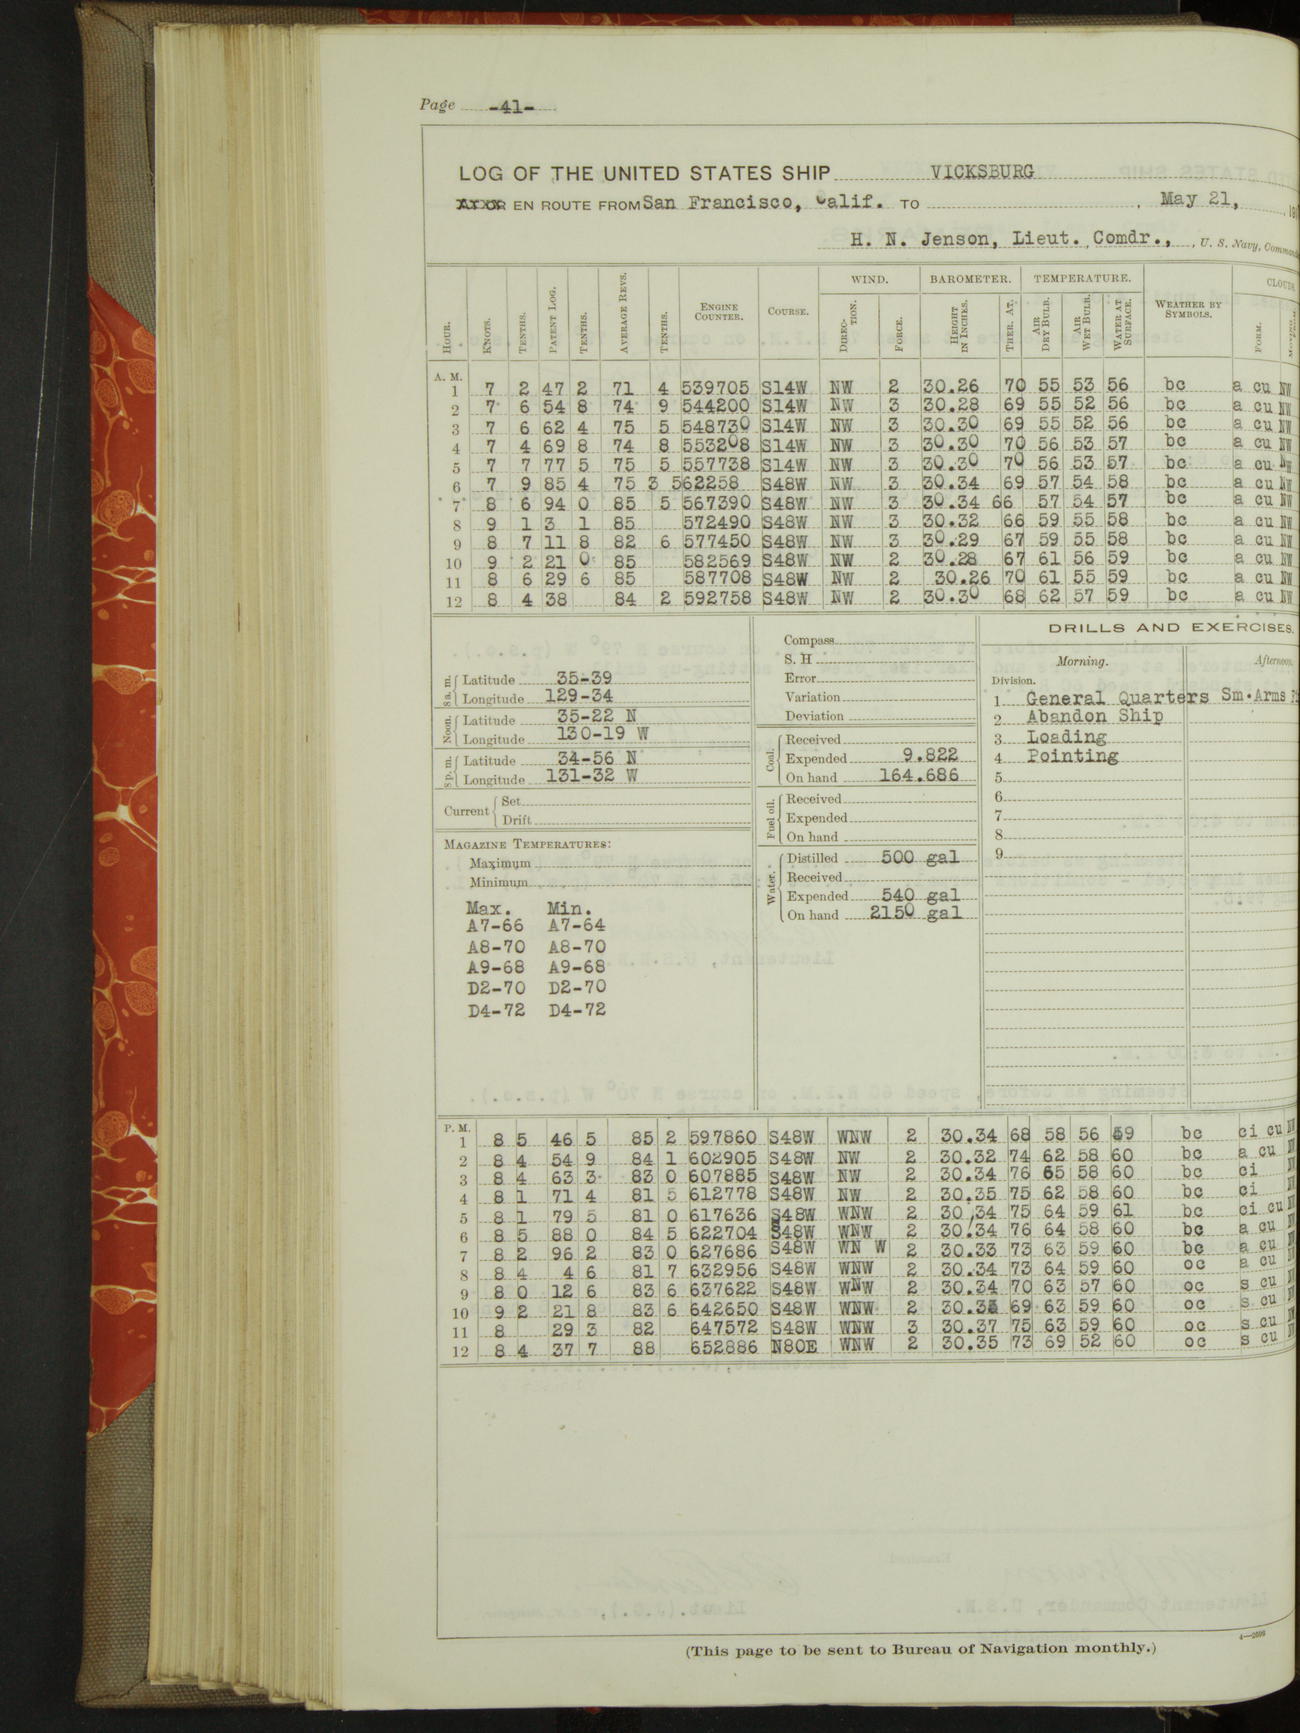 Page -41-
LOG OF THE UNITED STATES SHIP VICKSBURG
EN ROUTE FROM San Francisco, Calif. TO , May 21, 191
H. N. Jenson, Lieut. Comdr., , U. S. Navy,
WIND. BAROMETER. TEMPERATURE. CLOUDS.
HOUR. KNOTS. TENTHS. PATENT LOG. TENTHS. AVERAGE REVS. TENTHS. ENGINE COUNTER. COURSE. DIRECTION. FORCE. HEIGHT IN INCHES. THER. AT. AIR DRY BULB. AIR WET BULB. WATER AT SURFACE. WEATHER BY SYMBOLS. FORM.
A. M.
1 7 2 47 2 71 4 539705 S14W NW 2 30.26 70 55 53 56 bc a cu NW
2 7 6 54 8 74 9 544200 S14W NW 3 30.28 69 55 52 56 bc a cu NW
3 7 6 62 4 75 5 548730 S14W NW 3 30.30 69 55 52 56 bc a cu NW
4 7 4 69 8 74 8 553208 S14W NW 3 30.30 70 56 53 57 bc a cu NW
5 7 7 77 5 75 5 557738 S14W NW 3 30.30 70 56 53 57 bc a cu NW
6 7 9 85 4 75 3 562258 S48W NW 3 30.34 69 57 54 58 bc a cu NW
7 8 6 94 0 85 5 567390 S48W NW 3 30.34 66 57 54 57 bc a cu NW
8 9 1 3 1 85 572490 S48W NW 3 30.32 66 59 55 58 bc a cu NW
9 8 7 11 8 82 6 577450 S48W NW 3 30.29 67 59 55 58 bc a cu NW
10 9 2 21 0 85 582569 S48W NW 2 30.28 67 61 56 59 bc a cu NW
11 8 6 29 6 85 587708 S48W NW 2 30.26 70 61 55 59 bc a cu NW
12 8 4 38 84 2 592758 S48W NW 2 30.30 68 62 57 59 bc a cu NW
8 a. m. Latitude 35-39
Longitude 129-34
Noon. Latitude 35-22 N
Longitude 130-19 W
8 p. m. Latitude 34-56 N
Longitude 131-32 W
Current Set
Drift
MAGAZINE TEMPERATURES:
Maximum
Minimum
Max. Min.
A7-66 A7-64
A8-70 A8-70
A9-68 A9-68
D2-70 D2-70
D4-72 D4-72
Compass
S. H
Error
Variation
Deviation
Coal. Received
Expended 9.822
On hand 164.686
Fuel oil. Received
Expended
On hand
Water. Distilled 500 gal
Received
Expended 540 gal
On hand 2150 gal
DRILLS AND EXERCISES.
Morning. Afternoon.
Division.
1 General Quarters Sm.Arms
2 Abandon Ship
3 Loading
4 Pointing
5
6
7
8
9
P. M.
1 8 5 46 5 85 2 597860 S48W WNW 2 30.34 68 58 56 59 bc ci cu
2 8 4 54 9 84 1 602905 S48W NW 2 30.32 74 62 58 60 bc a cu
3 8 4 63 3 83 0 607885 S48W NW 2 30.34 76 65 58 60 bc ci
4 8 1 71 4 81 5 612778 S48W NW 2 30.35 75 62 58 60 bc ci
5 8 1 79 5 81 0 617636 S48W WNW 2 30.34 75 64 59 61 bc ci cu
6 8 5 88 0 84 5 622704 S48W WNW 2 30.34 76 64 58 60 bc a cu
7 8 2 96 2 83 0 627686 S48W WN W 2 30.33 73 63 59 60 bc a cu
8 8 4 4 6 81 7 632956 S48W WNW 2 30.34 73 64 59 60 oc a cu
9 8 0 12 6 83 6 637622 S48W WNW 2 30.34 70 63 57 60 oc s cu
10 9 2 21 8 83 6 642650 S48W WNW 2 69 63 59 60 oc s cu
11 8 29 3 82 647572 S48W WNW 3 30.37 75 63 59 60 oc s cu
12 8 4 37 7 88 652886 N80E WNW 2 30.35 73 69 52 60 oc s cu
4—2099
(This page to be sent to Bureau of Navigation monthly.)